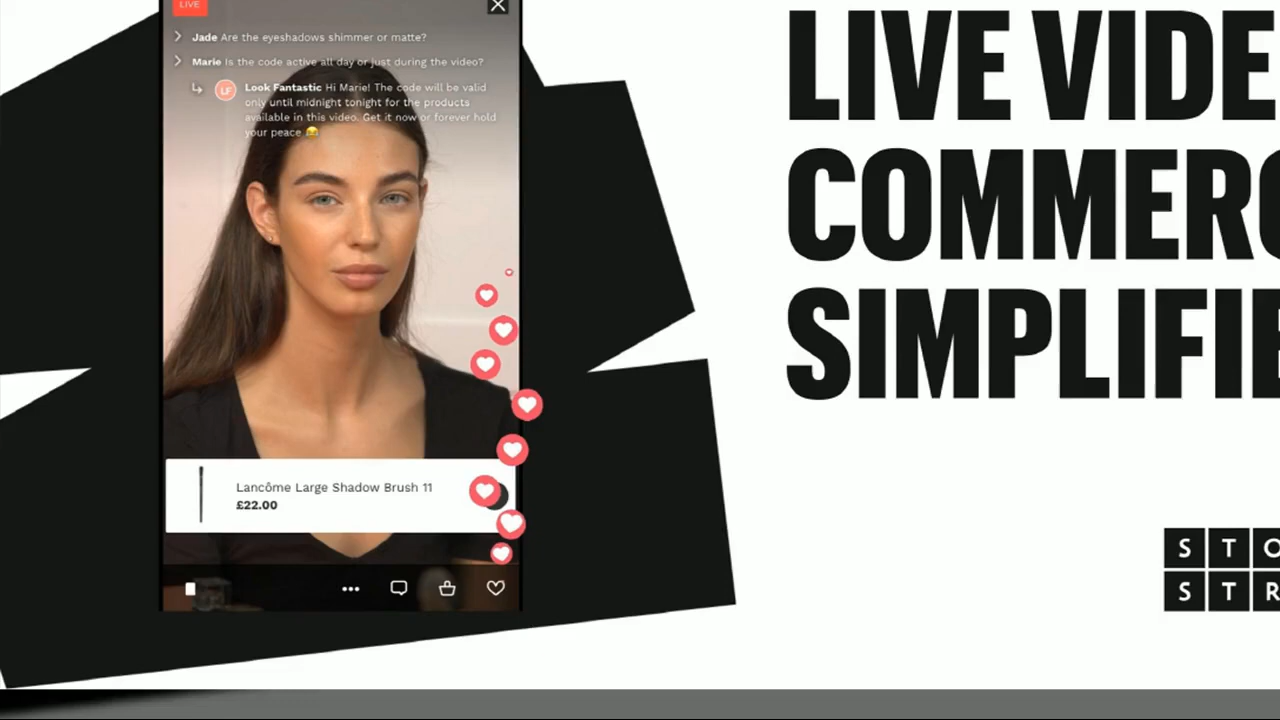 LIVE
Jade Are the eyeshadows shimmer or matte?
Marie Is the code active all day or just during the video?
LF
Look Fantastic Hi Marie! The code will be valid
only until midnight tonight for the products
available in this video. Get it now or forever hold
your peace 😂
Lancôme Large Shadow Brush 11
£22.00
LIVE VIDE
COMMERC
SIMPLIFIE
STO
STR